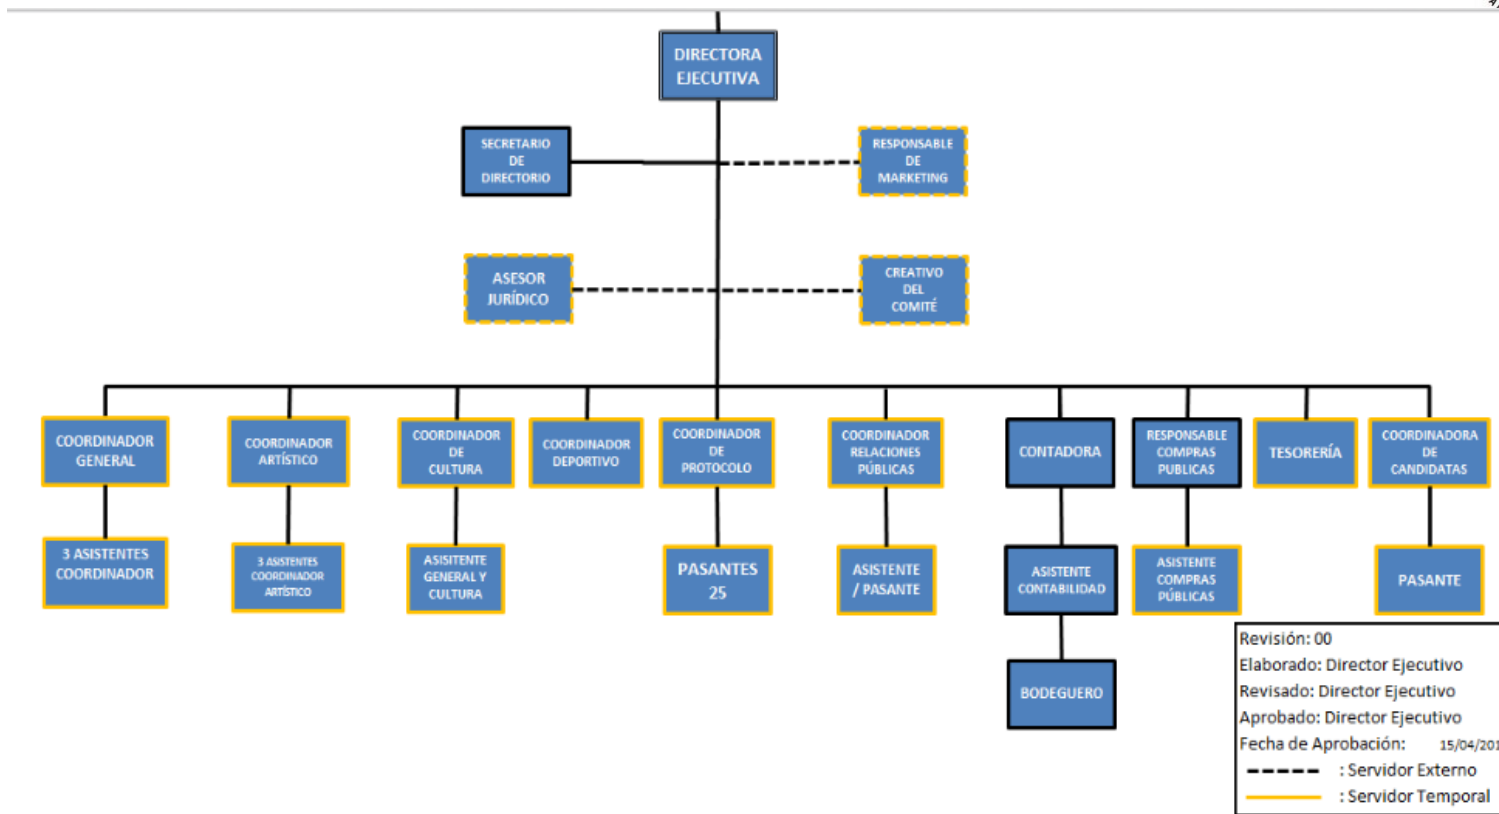 DIRECTORA
EJECUTIVA
SECRETARIO
DE
DIRECTORIO
RESPONSABLE
DE
MARKETING
ASESOR
JURÍDICO
CREATIVO
DEL
COMITÉ
COORDINADOR
GENERAL
COORDINADOR
ARTÍSTICO
COORDINADOR
DE
CULTURA
COORDINADOR
DEPORTIVO
COORDINADOR
DE
PROTOCOLO
COORDINADOR
RELACIONES
PÚBLICAS
CONTADORA
RESPONSABLE
COMPRAS
PUBLICAS
TESORERÍA
COORDINADORA
DE
CANDIDATAS
3 ASISTENTES
COORDINADOR
3 ASISTENTES
COORDINADOR
ARTÍSTICO
ASISITENTE
GENERAL Y
CULTURA
PASANTES
25
ASISTENTE
/ PASANTE
ASISTENTE
CONTABILIDAD
ASISTENTE
COMPRAS
PÚBLICAS
PASANTE
BODEGUERO
Revisión: 00
Elaborado: Director Ejecutivo
Revisado: Director Ejecutivo
Aprobado: Director Ejecutivo
Fecha de Aprobación: 15/04/201
: Servidor Externo
: Servidor Temporal